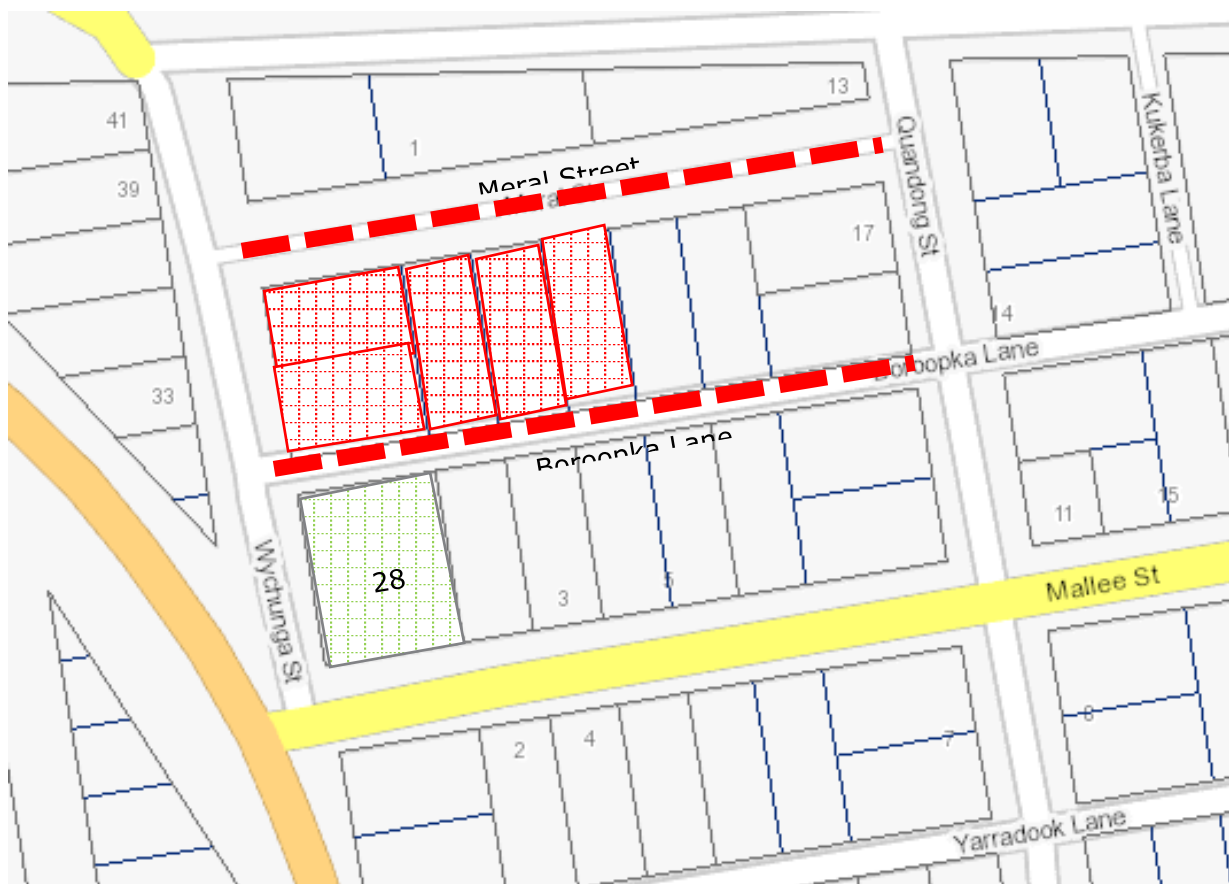 41
13
1
39
Meral Street
Quandong St
Kukerba Lane
17
14
Boroopka Lane
33
Boroopka Lane
28
Wychunga St
3
5
11
15
Mallee St
2
4
7
8
Yarradook Lane